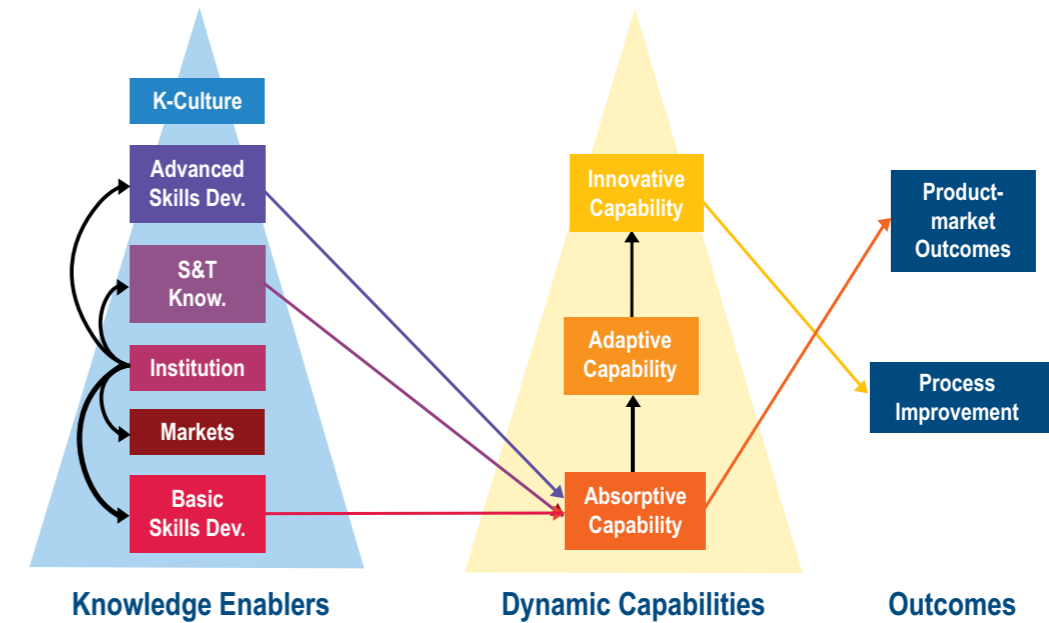 K-Culture
Advanced
Skills Dev.
S&T
Know.
Institution
Markets
Basic
Skills Dev.
Innovative
Capability
Adaptive
Capability
Absorptive
Capability
Product-
market
Outcomes
Process
Improvement
Knowledge Enablers
Dynamic Capabilities
Outcomes